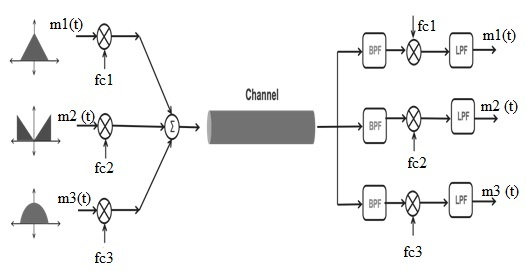 m1(t)
fc1
m2 (t)
fc2
m3(t)
fc3
Σ
Channel
BPF
fc1
LPF
m1(t)
BPF
fc2
LPF
m2 (t)
BPF
fc3
LPF
m3 (t)